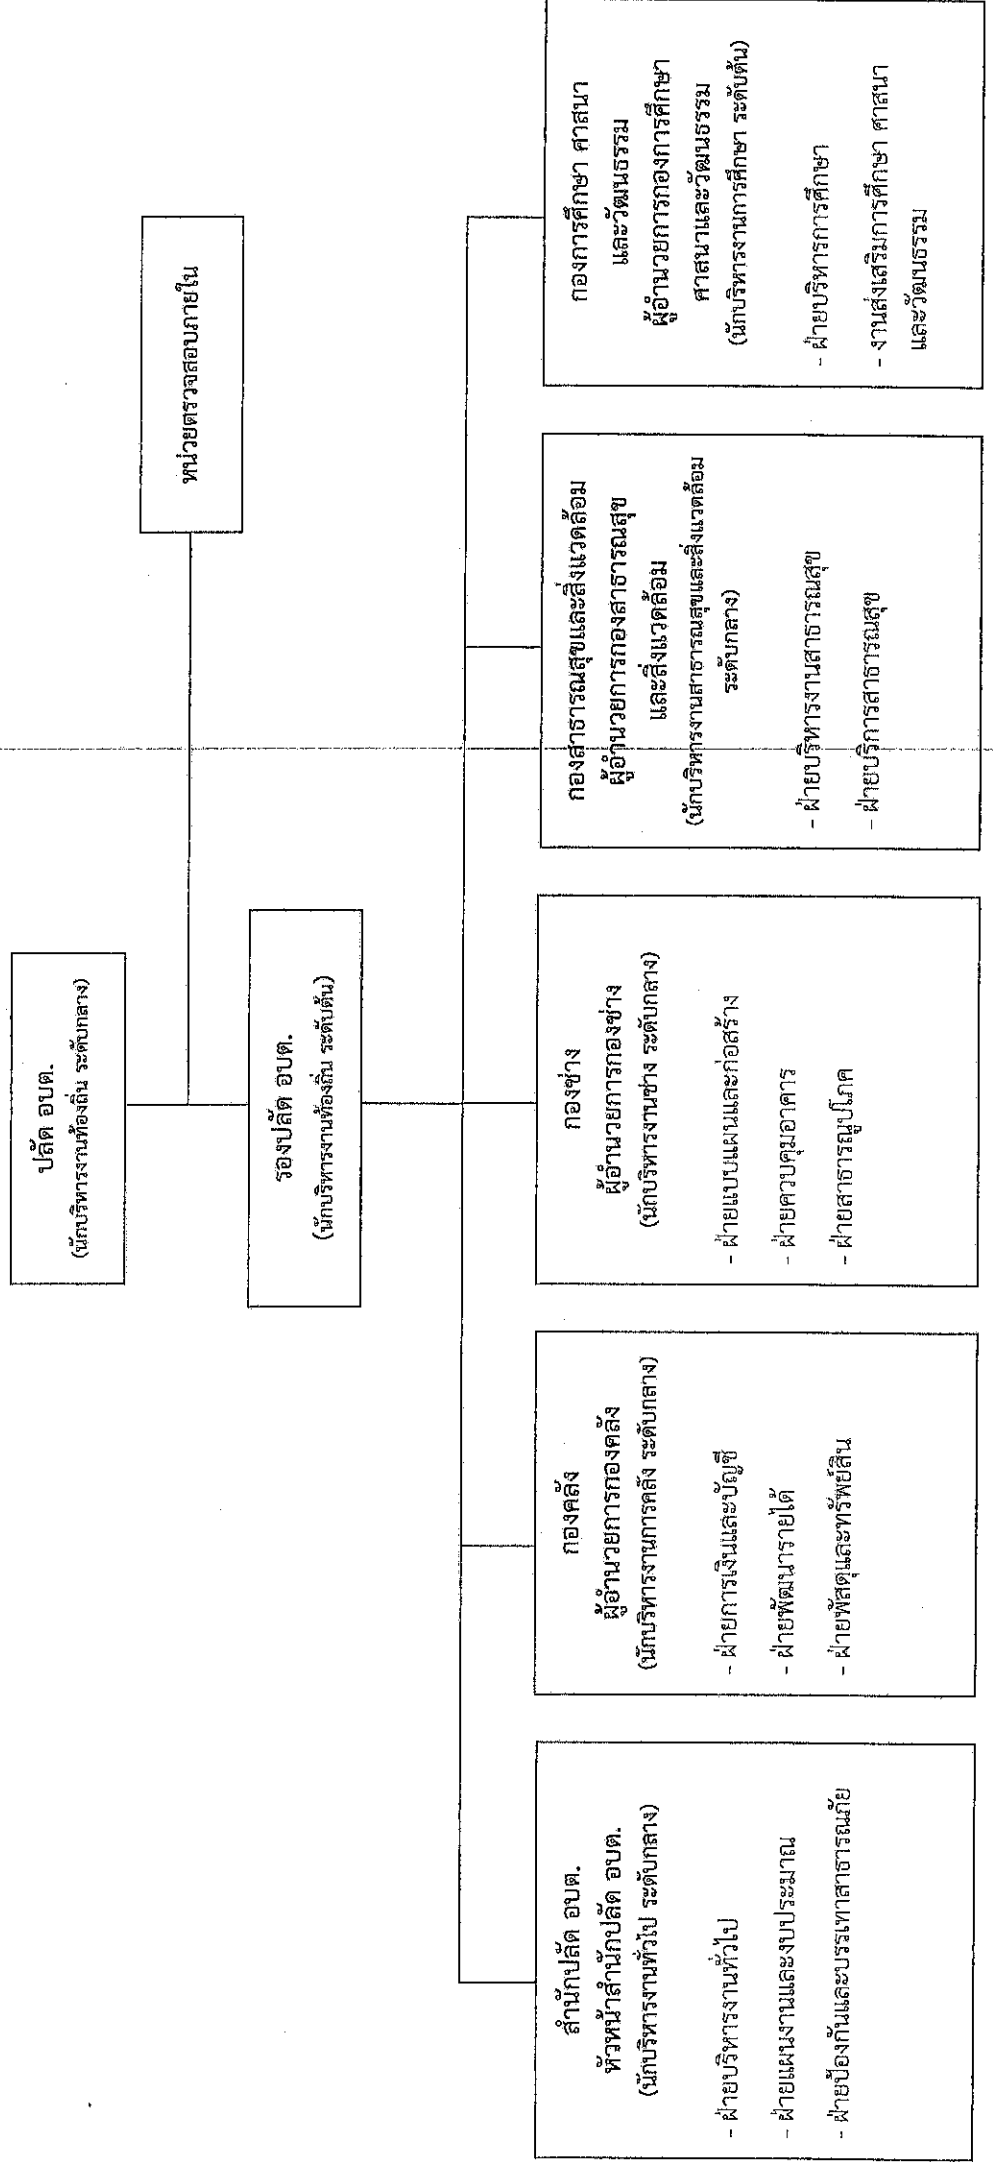 ปลัด อบต.
(นักบริหารงานท้องถิ่น ระดับกลาง)
หน่วยตรวจสอบภายใน
รองปลัด อบต.
(นักบริหารงานท้องถิ่น ระดับต้น)
สำนักปลัด อบต.
หัวหน้าสำนักปลัด อบต.
(นักบริหารงานทั่วไป ระดับกลาง)
- ฝ่ายบริหารงานทั่วไป
- ฝ่ายแผนงานและงบประมาณ
- ฝ่ายป้องกันและบรรเทาสาธารณภัย
กองคลัง
ผู้อำนวยการกองคลัง
(นักบริหารงานการคลัง ระดับกลาง)
- ฝ่ายการเงินและบัญชี
- ฝ่ายพัฒนารายได้
- ฝ่ายพัสดุและทรัพย์สิน
กองช่าง
ผู้อำนวยการกองช่าง
(นักบริหารงานช่าง ระดับกลาง)
- ฝ่ายแบบแผนและก่อสร้าง
- ฝ่ายควบคุมอาคาร
- ฝ่ายสาธารณูปโภค
กองสาธารณสุขและสิ่งแวดล้อม
ผู้อำนวยการกองสาธารณสุข
และสิ่งแวดล้อม
(นักบริหารงานสาธารณสุขและสิ่งแวดล้อม
ระดับกลาง)
- ฝ่ายบริหารงานสาธารณสุข
- ฝ่ายบริการสาธารณสุข
กองการศึกษา ศาสนา
และวัฒนธรรม
ผู้อำนวยการกองการศึกษา
ศาสนาและวัฒนธรรม
(นักบริหารงานการศึกษา ระดับต้น)
- ฝ่ายบริหารการศึกษา
- งานส่งเสริมการศึกษา ศาสนา
และวัฒนธรรม